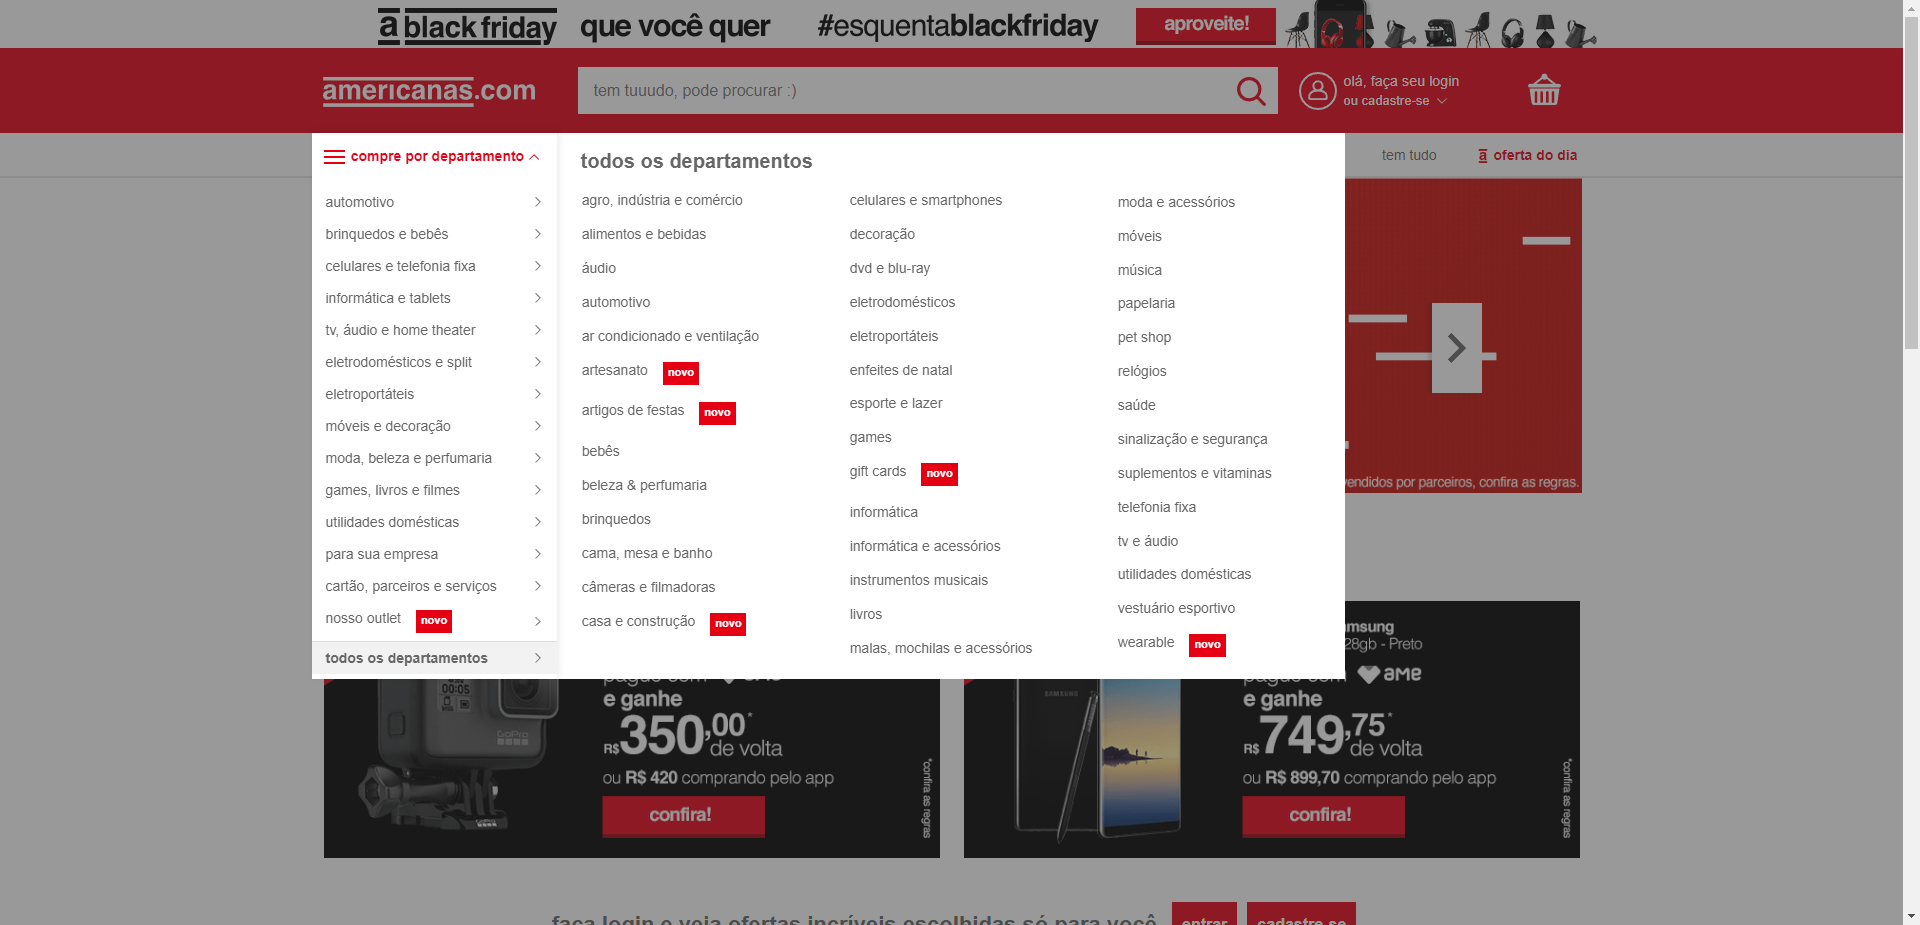 a black friday que você quer #esquentablackfriday aproveite!
americanas.com
tem tuuudo, pode procurar :)
olá, faça seu login
ou cadastre-se
compre por departamento
tem tudo
a oferta do dia
automotivo
brinquedos e bebês
celulares e telefonia fixa
informática e tablets
tv, áudio e home theater
eletrodomésticos e split
eletroportáteis
móveis e decoração
moda, beleza e perfumaria
games, livros e filmes
utilidades domésticas
para sua empresa
cartão, parceiros e serviços
nosso outlet novo
todos os departamentos
todos os departamentos
agro, indústria e comércio
alimentos e bebidas
áudio
automotivo
ar condicionado e ventilação
artesanato novo
artigos de festas novo
bebês
beleza & perfumaria
brinquedos
cama, mesa e banho
câmeras e filmadoras
casa e construção novo
celulares e smartphones
decoração
dvd e blu-ray
eletrodomésticos
eletroportáteis
enfeites de natal
esporte e lazer
games
gift cards novo
informática
informática e acessórios
instrumentos musicais
livros
malas, mochilas e acessórios
moda e acessórios
móveis
música
papelaria
pet shop
relógios
saúde
sinalização e segurança
suplementos e vitaminas
telefonia fixa
tv e áudio
utilidades domésticas
vestuário esportivo
wearable novo
vendidos por parceiros, confira as regras.
00:05
GoPro
pague com ame
e ganhe
R$350,00*
de volta
ou R$ 420 comprando pelo app
confira!
*confira as regras
msung
28gb - Preto
SAMSUNG
pague com ame
e ganhe
R$749,75*
de volta
ou R$ 899,70 comprando pelo app
confira!
*confira as regras
faça login e veja ofertas incríveis escolhidas só para você
entrar
cadastre-se